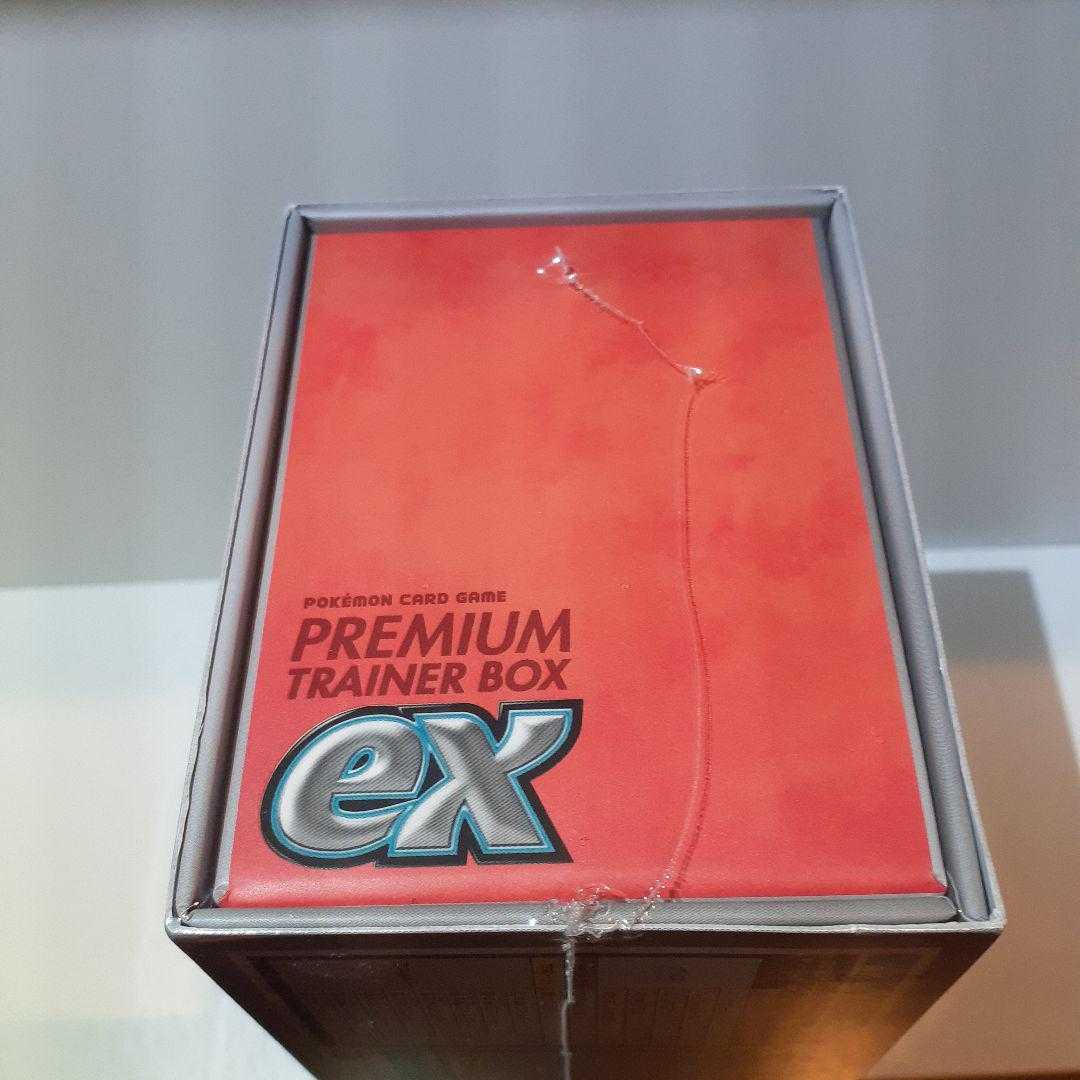 POKÉMON CARD GAME
PREMIUM
TRAINER BOX
ex